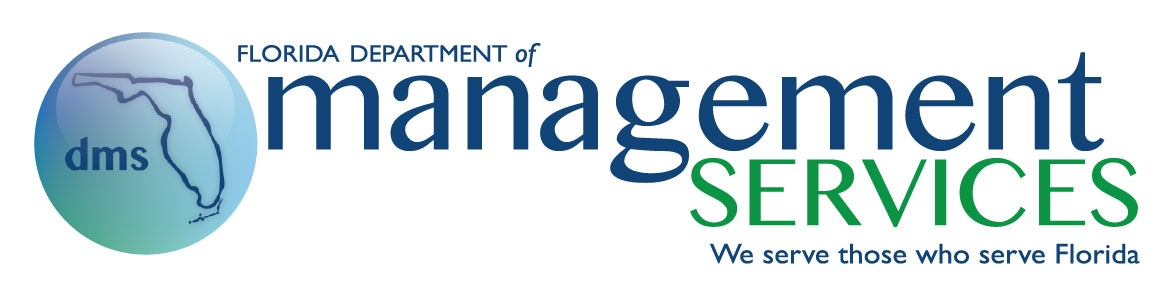 dms
FLORIDA DEPARTMENT of
management
SERVICES
We serve those who serve Florida